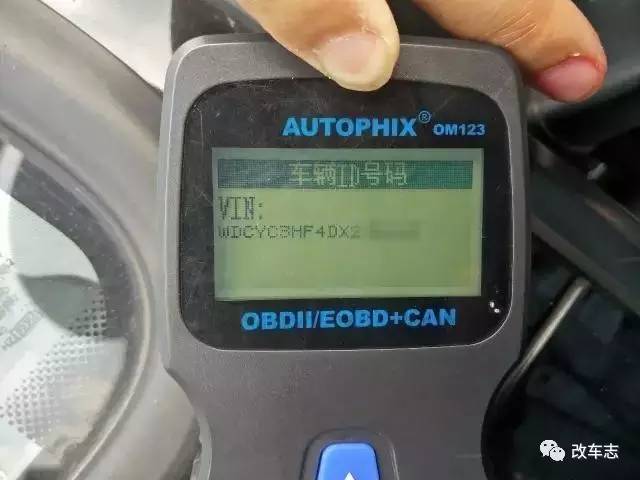 AUTOPHIX® OM123
车辆ID号码
VIN:
WDCYC3HF4DX2
OBDII/EOBD+CAN
改车志